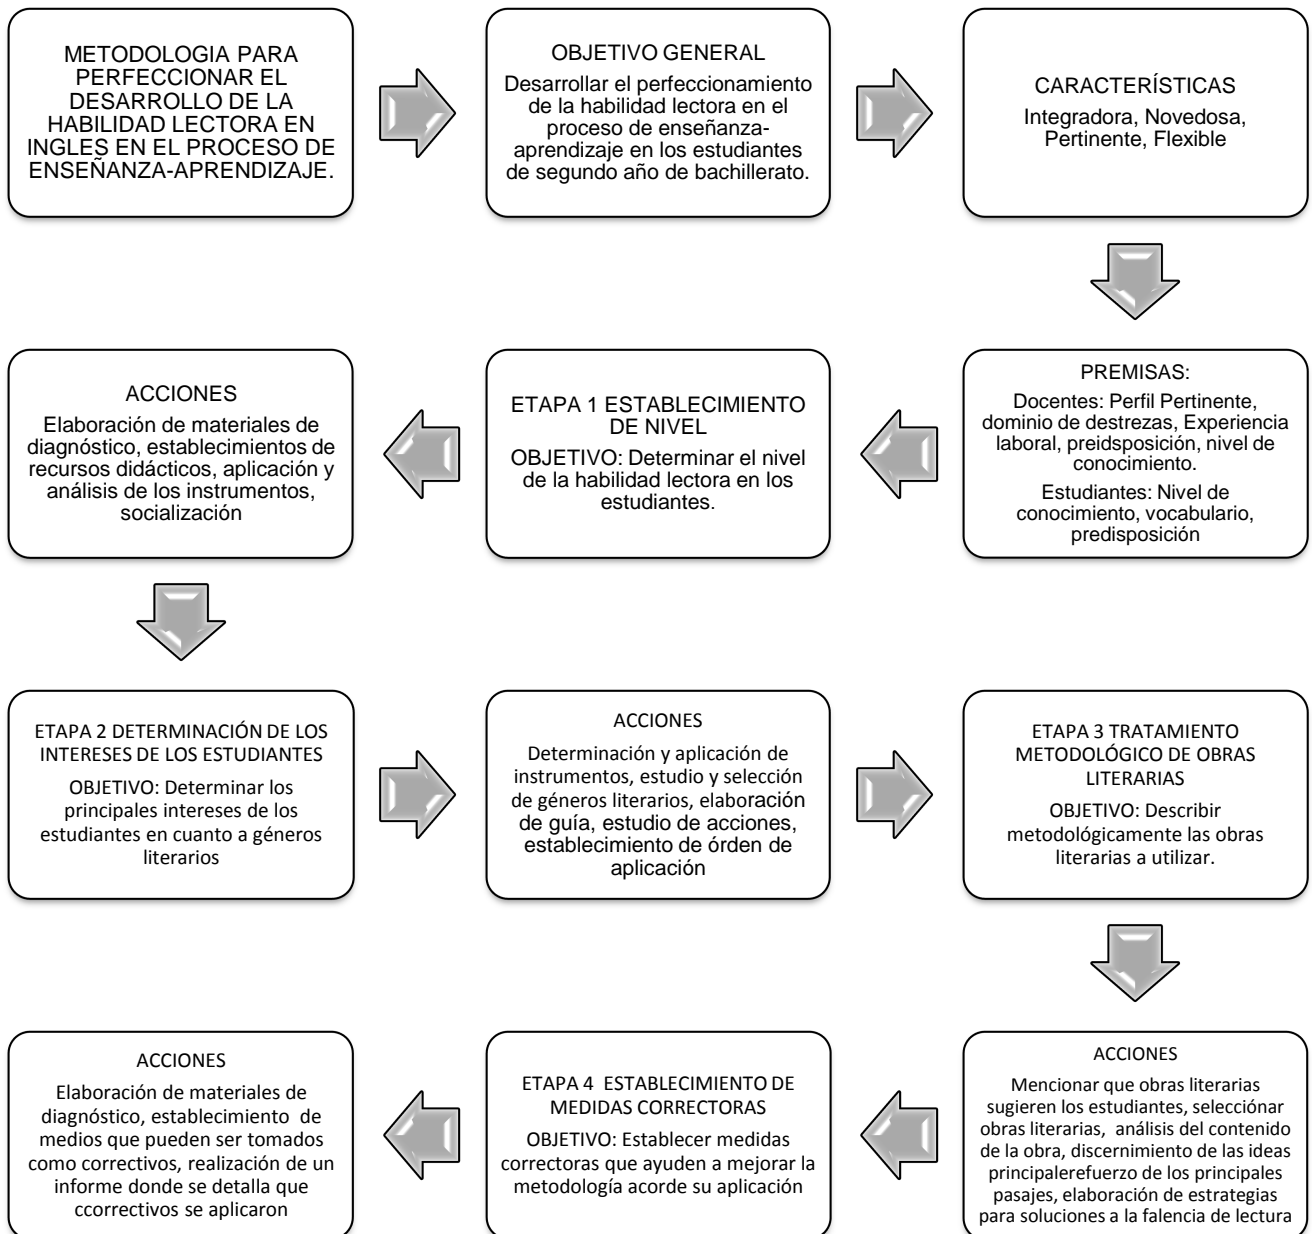 METODOLOGIA PARA
PERFECCIONAR EL
DESARROLLO DE LA
HABILIDAD LECTORA EN
INGLES EN EL PROCESO DE
ENSEÑANZA-APRENDIZAJE.
OBJETIVO GENERAL
Desarrollar el perfeccionamiento
de la habilidad lectora en el
proceso de enseñanza-
aprendizaje en los estudiantes
de segundo año de bachillerato.
CARACTERÍSTICAS
Integradora, Novedosa,
Pertinente, Flexible
PREMISAS:
Docentes: Perfil Pertinente,
dominio de destrezas, Experiencia
laboral, preidsposición, nivel de
conocimiento.
Estudiantes: Nivel de
conocimiento, vocabulario,
predisposición
ETAPA 1 ESTABLECIMIENTO
DE NIVEL
OBJETIVO: Determinar el nivel
de la habilidad lectora en los
estudiantes.
ACCIONES
Elaboración de materiales de
diagnóstico, establecimientos de
recursos didácticos, aplicación y
análisis de los instrumentos,
socialización
ETAPA 2 DETERMINACIÓN DE LOS
INTERESES DE LOS ESTUDIANTES
OBJETIVO: Determinar los
principales intereses de los
estudiantes en cuanto a géneros
literarios
ACCIONES
Determinación y aplicación de
instrumentos, estudio y selección
de géneros literarios, elaboración
de guía, estudio de acciones,
establecimiento de órden de
aplicación
ETAPA 3 TRATAMIENTO
METODOLÓGICO DE OBRAS
LITERARIAS
OBJETIVO: Describir
metodológicamente las obras
literarias a utilizar.
ACCIONES
Mencionar que obras literarias
sugieren los estudiantes, selecciónar
obras literarias, análisis del contenido
de la obra, discernimiento de las ideas
principalerefuerzo de los principales
pasajes, elaboración de estrategias
para soluciones a la falencia de lectura
ETAPA 4 ESTABLECIMIENTO DE
MEDIDAS CORRECTORAS
OBJETIVO: Establecer medidas
correctoras que ayuden a mejorar la
metodología acorde su aplicación
ACCIONES
Elaboración de materiales de
diagnóstico, establecimiento de
medios que pueden ser tomados
como correctivos, realización de un
informe donde se detalla que
ccorrectivos se aplicaron